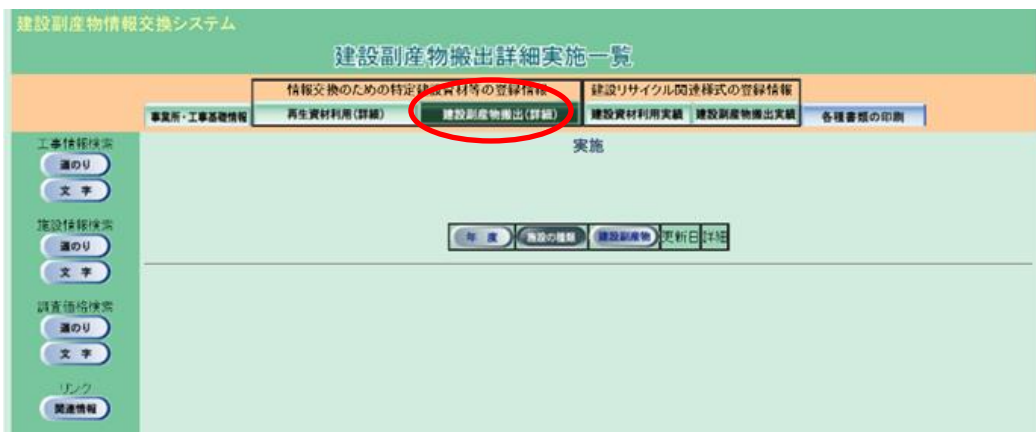 建設副産物情報交換システム
建設副産物搬出詳細実施一覧
情報交換のための特定建設資材等の登録情報 建設リサイクル関連様式の登録情報
事業所・工事基礎情報 再生資材利用(詳細) 建設副産物搬出(詳細) 建設資材利用実績 建設副産物搬出実績 各種書類の印刷
実施
工事情報検索
道のり
文字
施設情報検索
道のり
文字
年度 施設の種類 建設副産物 更新日 詳細
調査価格検索
道のり
文字
リンク
関連情報